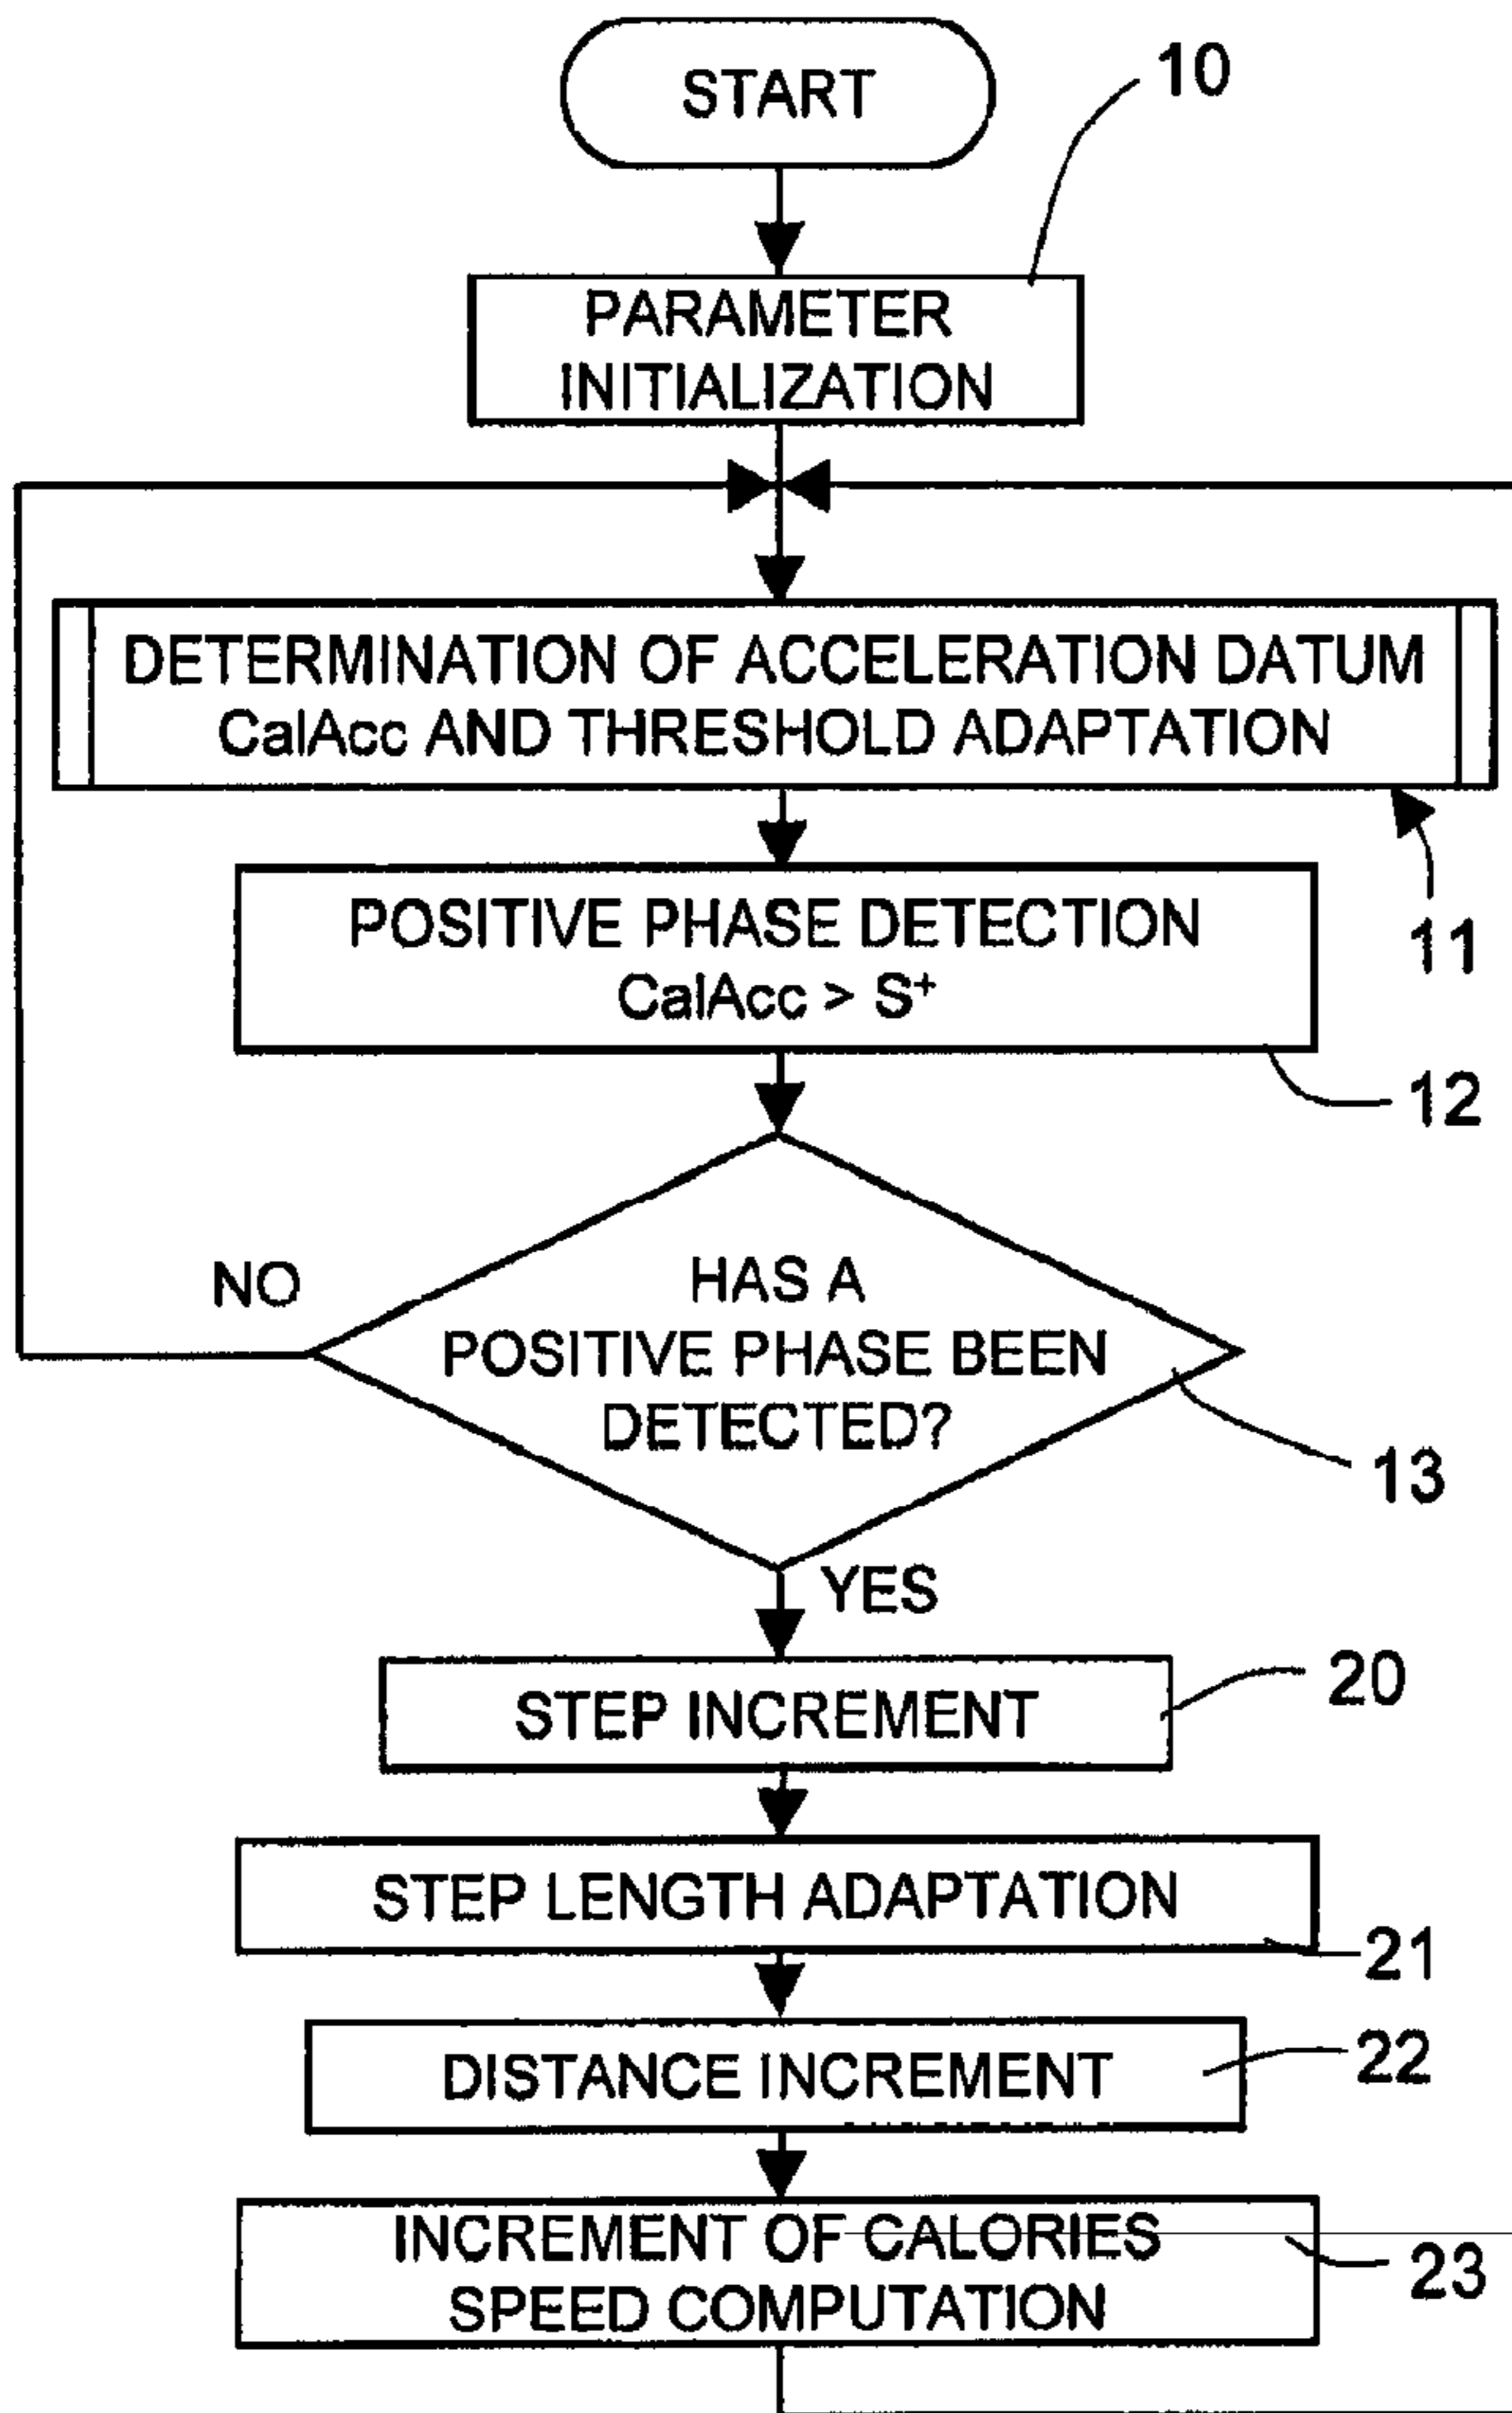 START
10
PARAMETER
INITIALIZATION
DETERMINATION OF ACCELERATION DATUM
CalAcc AND THRESHOLD ADAPTATION
11
POSITIVE PHASE DETECTION
CalAcc > S⁺
12
NO
HAS A
POSITIVE PHASE BEEN
DETECTED?
13
YES
STEP INCREMENT
20
STEP LENGTH ADAPTATION
21
DISTANCE INCREMENT
22
INCREMENT OF CALORIES
SPEED COMPUTATION
23